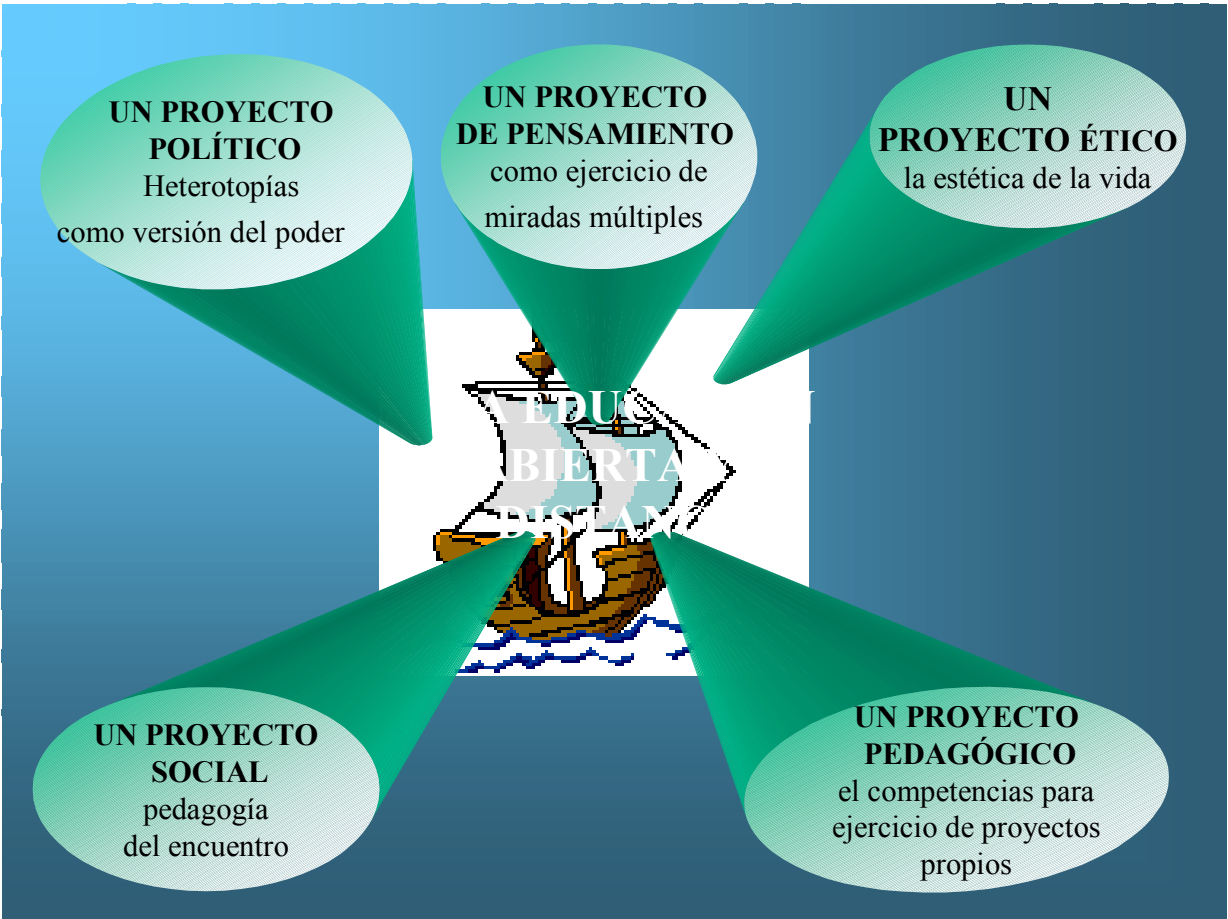 UN PROYECTO
POLÍTICO
Heterotopías
como versión del poder
UN PROYECTO
DE PENSAMIENTO
como ejercicio de
miradas múltiples
UN
PROYECTO ÉTICO
la estética de la vida
UN PROYECTO
SOCIAL
pedagogía
del encuentro
UN PROYECTO
PEDAGÓGICO
el competencias para
ejercicio de proyectos
propios